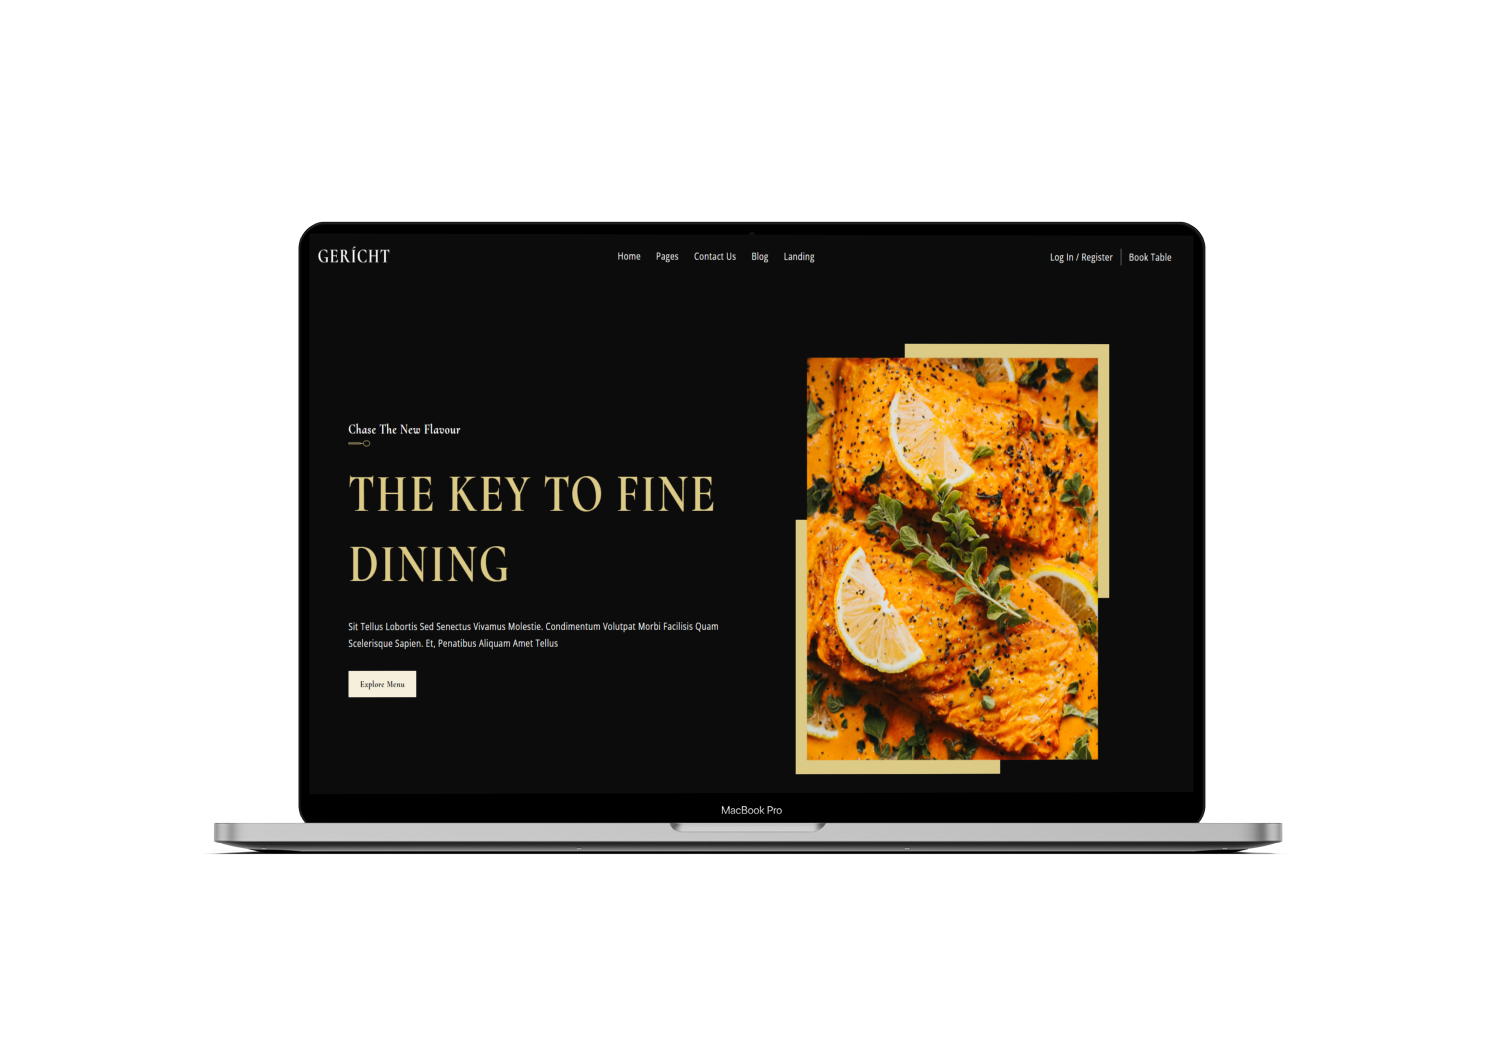 GERÍCHT
Home Pages Contact Us Blog Landing
Log In / Register Book Table
Chase The New Flavour
THE KEY TO FINE
DINING
Sit Tellus Lobortis Sed Senectus Vivamus Molestie. Condimentum Volutpat Morbi Facilisis Quam
Scelerisque Sapien. Et, Penatibus Aliquam Amet Tellus
Explore Menu
MacBook Pro